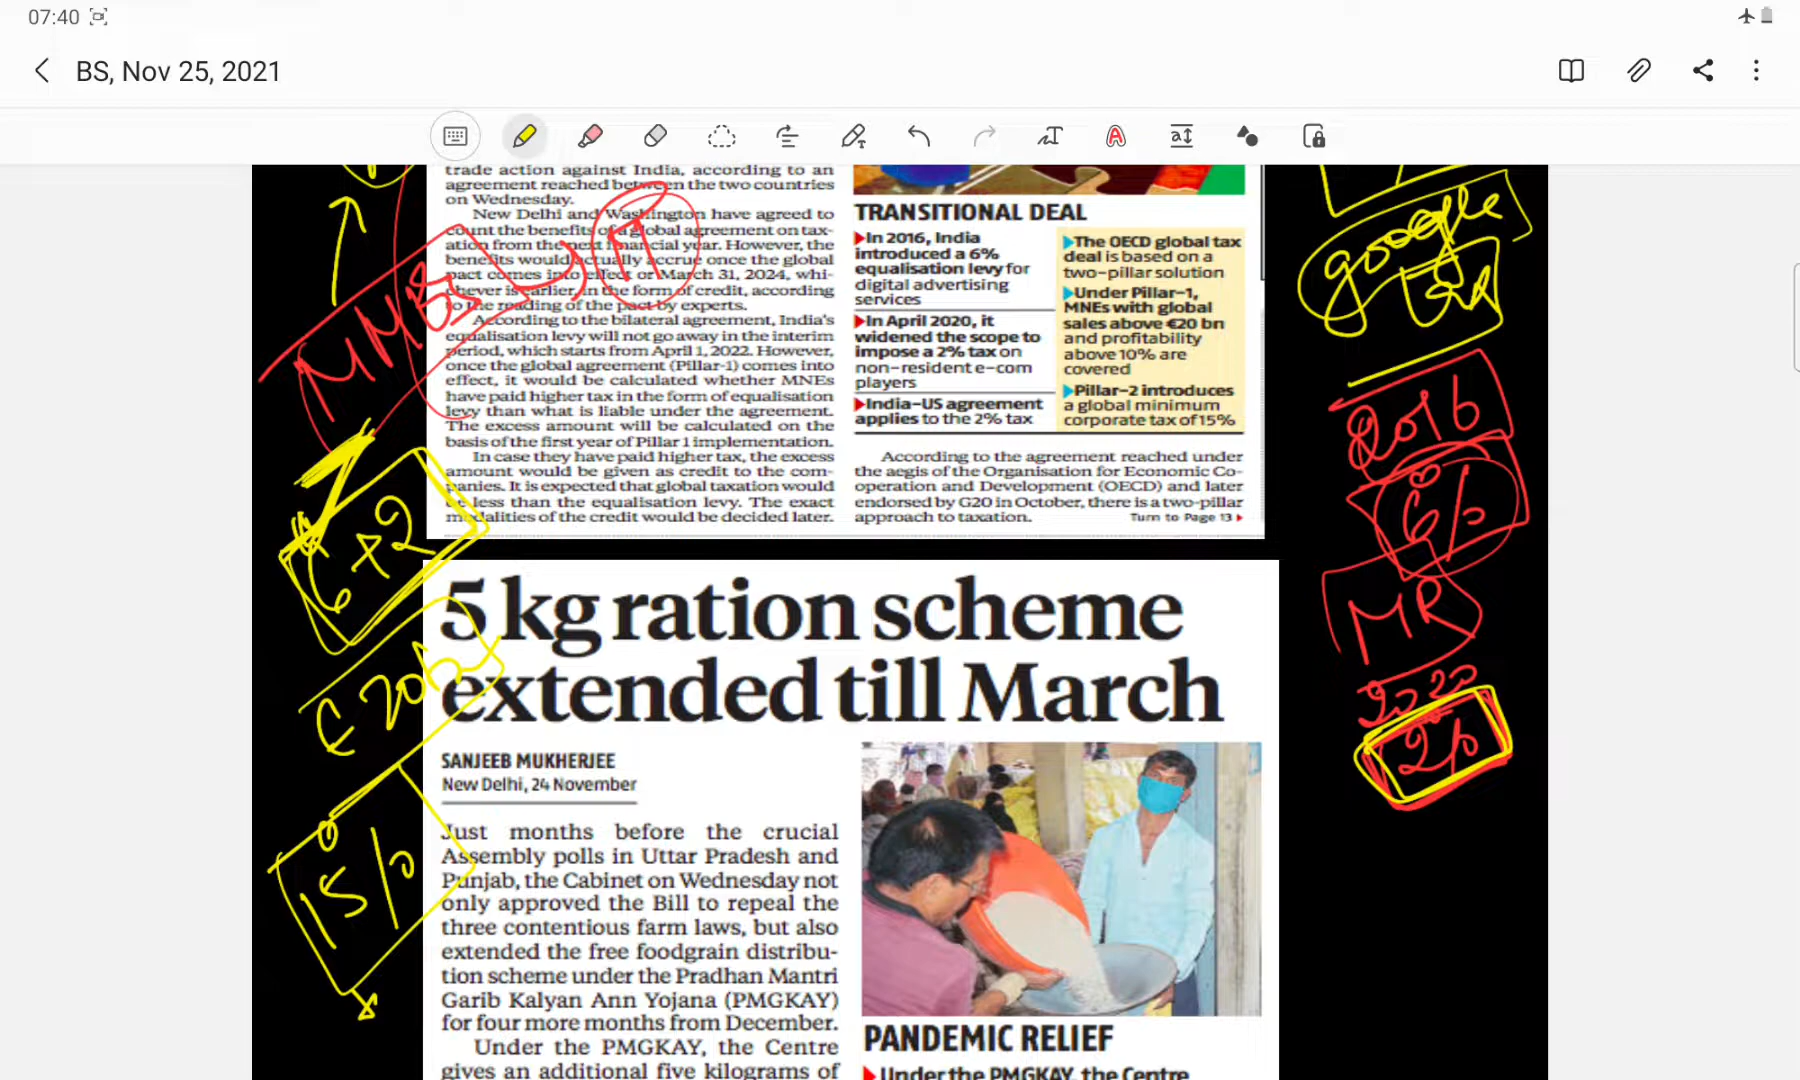 07:40
BS, Nov 25, 2021
trade action against India, according to an
agreement reached between the two countries
on Wednesday.
New Delhi and Washington have agreed to
count the benefits of a global agreement on tax-
ation from the next financial year. However, the
benefits would actually accrue once the global
pact comes into effect or March 31, 2024, whi-
chever is earlier, in the form of credit, according
to the reading of the pact by experts.
According to the bilateral agreement, India's
equalisation levy will not go away in the interim
period, which starts from April 1, 2022. However,
once the global agreement (Pillar-1) comes into
effect, it would be calculated whether MNEs
have paid higher tax in the form of equalisation
levy than what is liable under the agreement.
The excess amount will be calculated on the
basis of the first year of Pillar 1 implementation.
In case they have paid higher tax, the excess
amount would be given as credit to the com-
panies. It is expected that global taxation would
be less than the equalisation levy. The exact
modalities of the credit would be decided later.
TRANSITIONAL DEAL
In 2016, India
introduced a 6%
equalisation levy for
digital advertising
services
In April 2020, it
widened the scope to
impose a 2% tax on
non-resident e-com
players
India-US agreement
applies to the 2% tax
The OECD global tax
deal is based on a
two-pillar solution
Under Pillar-1,
MNEs with global
sales above €20 bn
and profitability
above 10% are
covered
Pillar-2 introduces
a global minimum
corporate tax of 15%
According to the agreement reached under
the aegis of the Organisation for Economic Co-
operation and Development (OECD) and later
endorsed by G20 in October, there is a two-pillar
approach to taxation.
Turn to Page 13
5 kg ration scheme
extended till March
SANJEEB MUKHERJEE
New Delhi, 24 November
Just months before the crucial
Assembly polls in Uttar Pradesh and
Punjab, the Cabinet on Wednesday not
only approved the Bill to repeal the
three contentious farm laws, but also
extended the free foodgrain distribu-
tion scheme under the Pradhan Mantri
Garib Kalyan Ann Yojana (PMGKAY)
for four more months from December.
Under the PMGKAY, the Centre
gives an additional five kilograms of
PANDEMIC RELIEF
Under the PMGKAY, the Centre
6+2
15%
google
2016
6%
MR
2020
2%